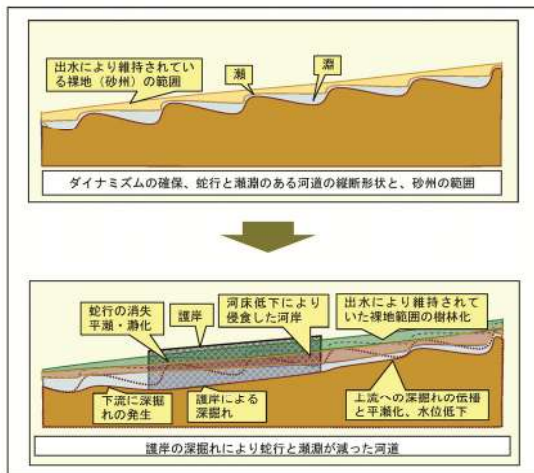 出水により維持されてい
る裸地（砂州）の範囲
瀬
淵
ダイナミズムの確保、蛇行と瀬淵のある河道の縦断形状と、砂州の範囲
蛇行の消失
平瀬・瀞化
護岸
河床低下により
侵食した河岸
出水により維持されて
いた裸地範囲の樹林化
下流に深掘
れの発生
護岸による
深掘れ
上流への深掘れの伝播
と平瀬化、水位低下
護岸の深掘れにより蛇行と瀬淵が減った河道